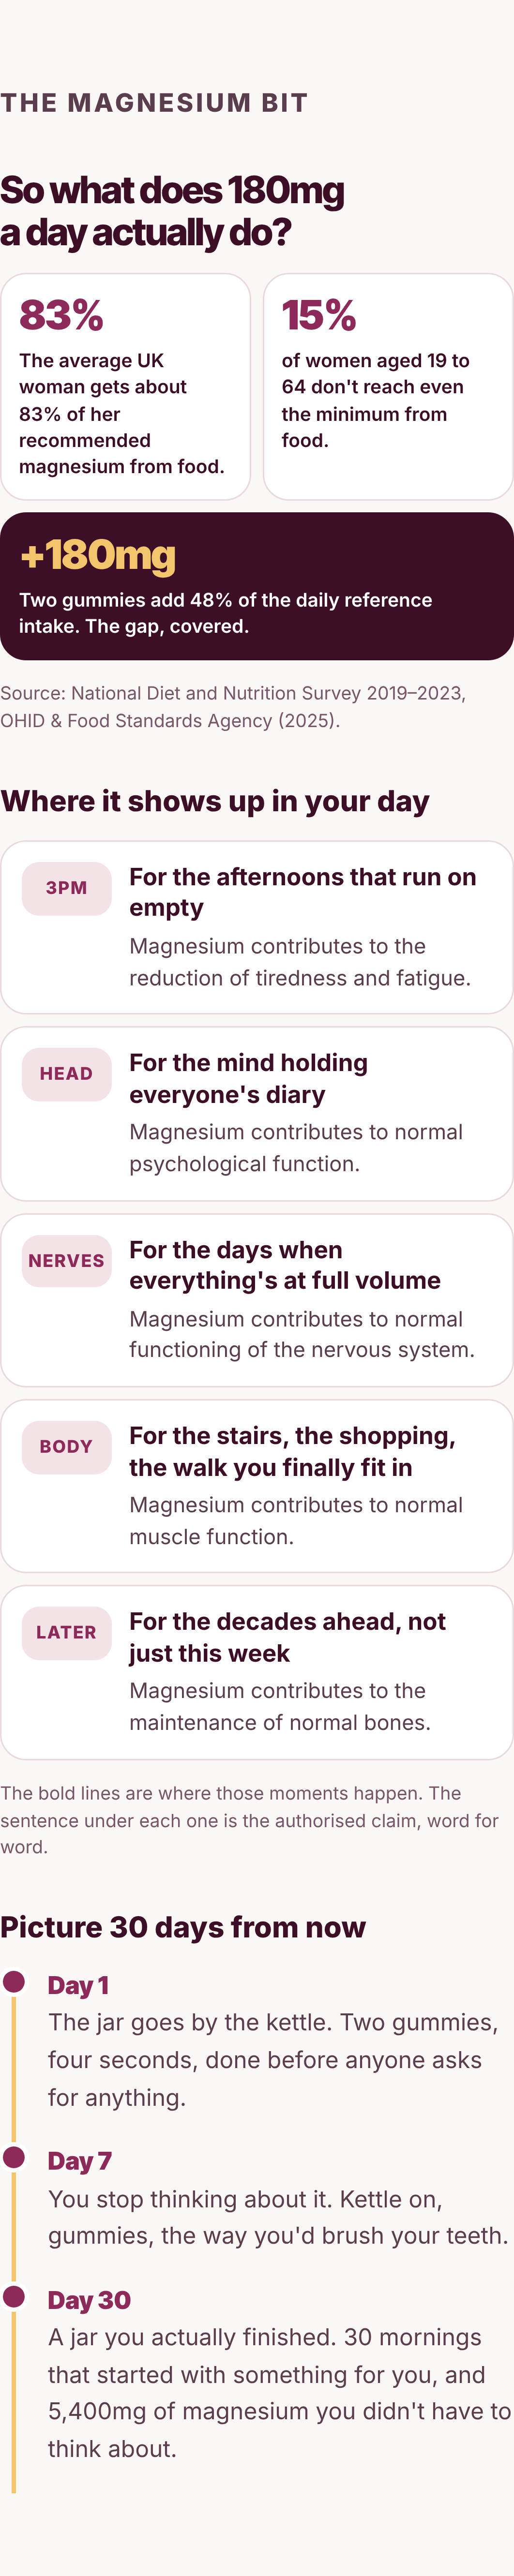 THE MAGNESIUM BIT
So what does 180mg
a day actually do?
83%
The average UK
woman gets about
83% of her
recommended
magnesium from food.
15%
of women aged 19 to
64 don't reach even
the minimum from
food.
+180mg
Two gummies add 48% of the daily reference
intake. The gap, covered.
Source: National Diet and Nutrition Survey 2019–2023,
OHID & Food Standards Agency (2025).
Where it shows up in your day
3PM
For the afternoons that run on
empty
Magnesium contributes to the
reduction of tiredness and fatigue.
HEAD
For the mind holding
everyone's diary
Magnesium contributes to normal
psychological function.
NERVES
For the days when
everything's at full volume
Magnesium contributes to normal
functioning of the nervous system.
BODY
For the stairs, the shopping,
the walk you finally fit in
Magnesium contributes to normal
muscle function.
LATER
For the decades ahead, not
just this week
Magnesium contributes to the
maintenance of normal bones.
The bold lines are where those moments happen. The
sentence under each one is the authorised claim, word for
word.
Picture 30 days from now
Day 1
The jar goes by the kettle. Two gummies,
four seconds, done before anyone asks
for anything.
Day 7
You stop thinking about it. Kettle on,
gummies, the way you'd brush your teeth.
Day 30
A jar you actually finished. 30 mornings
that started with something for you, and
5,400mg of magnesium you didn't have to
think about.